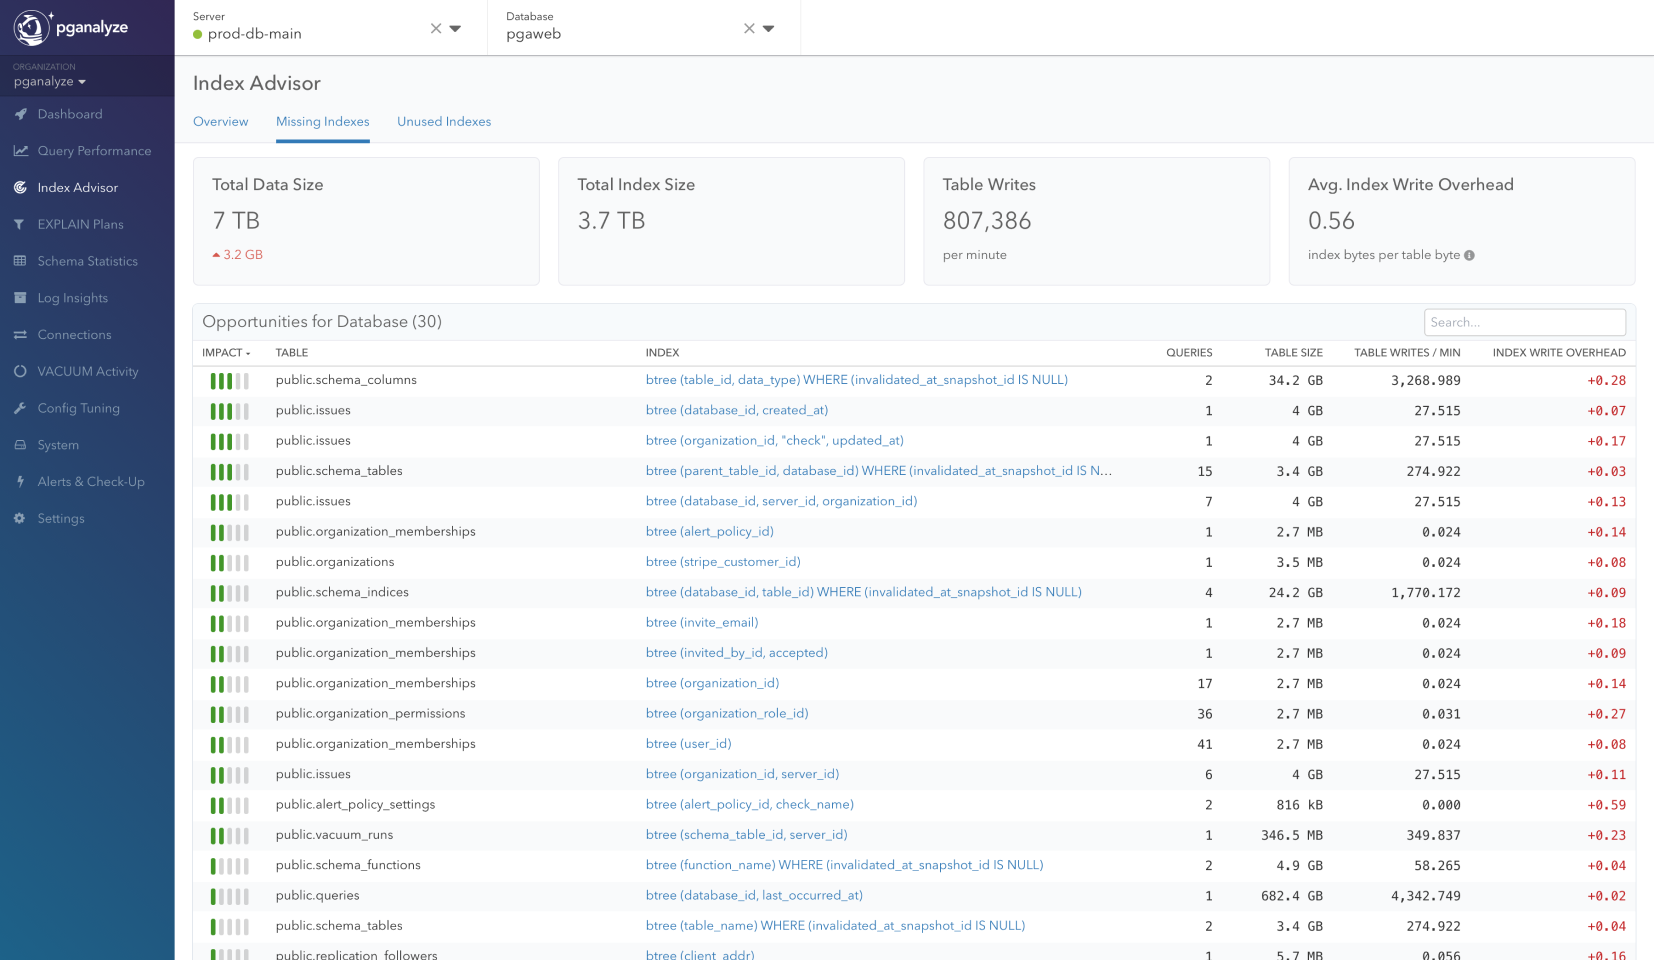 pganalyze
Server
prod-db-main
Database
pgaweb
ORGANIZATION
pganalyze
Dashboard
Query Performance
Index Advisor
EXPLAIN Plans
Schema Statistics
Log Insights
Connections
VACUUM Activity
Config Tuning
System
Alerts & Check-Up
Settings
Index Advisor
Overview Missing Indexes Unused Indexes
Total Data Size
7 TB
3.2 GB
Total Index Size
3.7 TB
Table Writes
807,386
per minute
Avg. Index Write Overhead
0.56
index bytes per table byte
Opportunities for Database (30)
Search...
IMPACT TABLE INDEX QUERIES TABLE SIZE TABLE WRITES / MIN INDEX WRITE OVERHEAD
public.schema_columns btree (table_id, data_type) WHERE (invalidated_at_snapshot_id IS NULL) 2 34.2 GB 3,268.989 +0.28
public.issues btree (database_id, created_at) 1 4 GB 27.515 +0.07
public.issues btree (organization_id, "check", updated_at) 1 4 GB 27.515 +0.17
public.schema_tables btree (parent_table_id, database_id) WHERE (invalidated_at_snapshot_id IS N... 15 3.4 GB 274.922 +0.03
public.issues btree (database_id, server_id, organization_id) 7 4 GB 27.515 +0.13
public.organization_memberships btree (alert_policy_id) 1 2.7 MB 0.024 +0.14
public.organizations btree (stripe_customer_id) 1 3.5 MB 0.024 +0.08
public.schema_indices btree (database_id, table_id) WHERE (invalidated_at_snapshot_id IS NULL) 4 24.2 GB 1,770.172 +0.09
public.organization_memberships btree (invite_email) 1 2.7 MB 0.024 +0.18
public.organization_memberships btree (invited_by_id, accepted) 1 2.7 MB 0.024 +0.09
public.organization_memberships btree (organization_id) 17 2.7 MB 0.024 +0.14
public.organization_permissions btree (organization_role_id) 36 2.7 MB 0.031 +0.27
public.organization_memberships btree (user_id) 41 2.7 MB 0.024 +0.08
public.issues btree (organization_id, server_id) 6 4 GB 27.515 +0.11
public.alert_policy_settings btree (alert_policy_id, check_name) 2 816 kB 0.000 +0.59
public.vacuum_runs btree (schema_table_id, server_id) 1 346.5 MB 349.837 +0.23
public.schema_functions btree (function_name) WHERE (invalidated_at_snapshot_id IS NULL) 2 4.9 GB 58.265 +0.04
public.queries btree (database_id, last_occurred_at) 1 682.4 GB 4,342.749 +0.02
public.schema_tables btree (table_name) WHERE (invalidated_at_snapshot_id IS NULL) 2 3.4 GB 274.922 +0.04
public.replication_followers btree (client_addr) 1 5.7 MB 0.056 +0.16